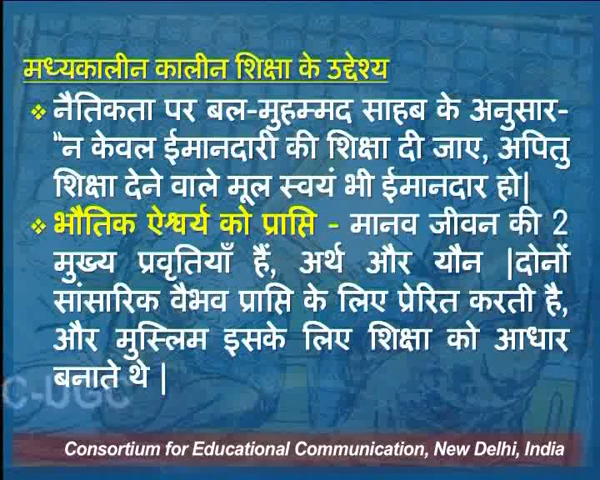 मध्यकालीन कालीन शिक्षा के उद्देश्य
❖ नैतिकता पर बल-मुहम्मद साहब के अनुसार-
"न केवल ईमानदारी की शिक्षा दी जाए, अपितु
शिक्षा देने वाले मूल स्वयं भी ईमानदार हो|
❖ भौतिक ऐश्वर्य को प्राप्ति - मानव जीवन की 2
मुख्य प्रवृतियाँ हैं, अर्थ और यौन |दोनों
सांसारिक वैभव प्राप्ति के लिए प्रेरित करती है,
और मुस्लिम इसके लिए शिक्षा को आधार
बनाते थे |
C-UGC
Consortium for Educational Communication, New Delhi, India